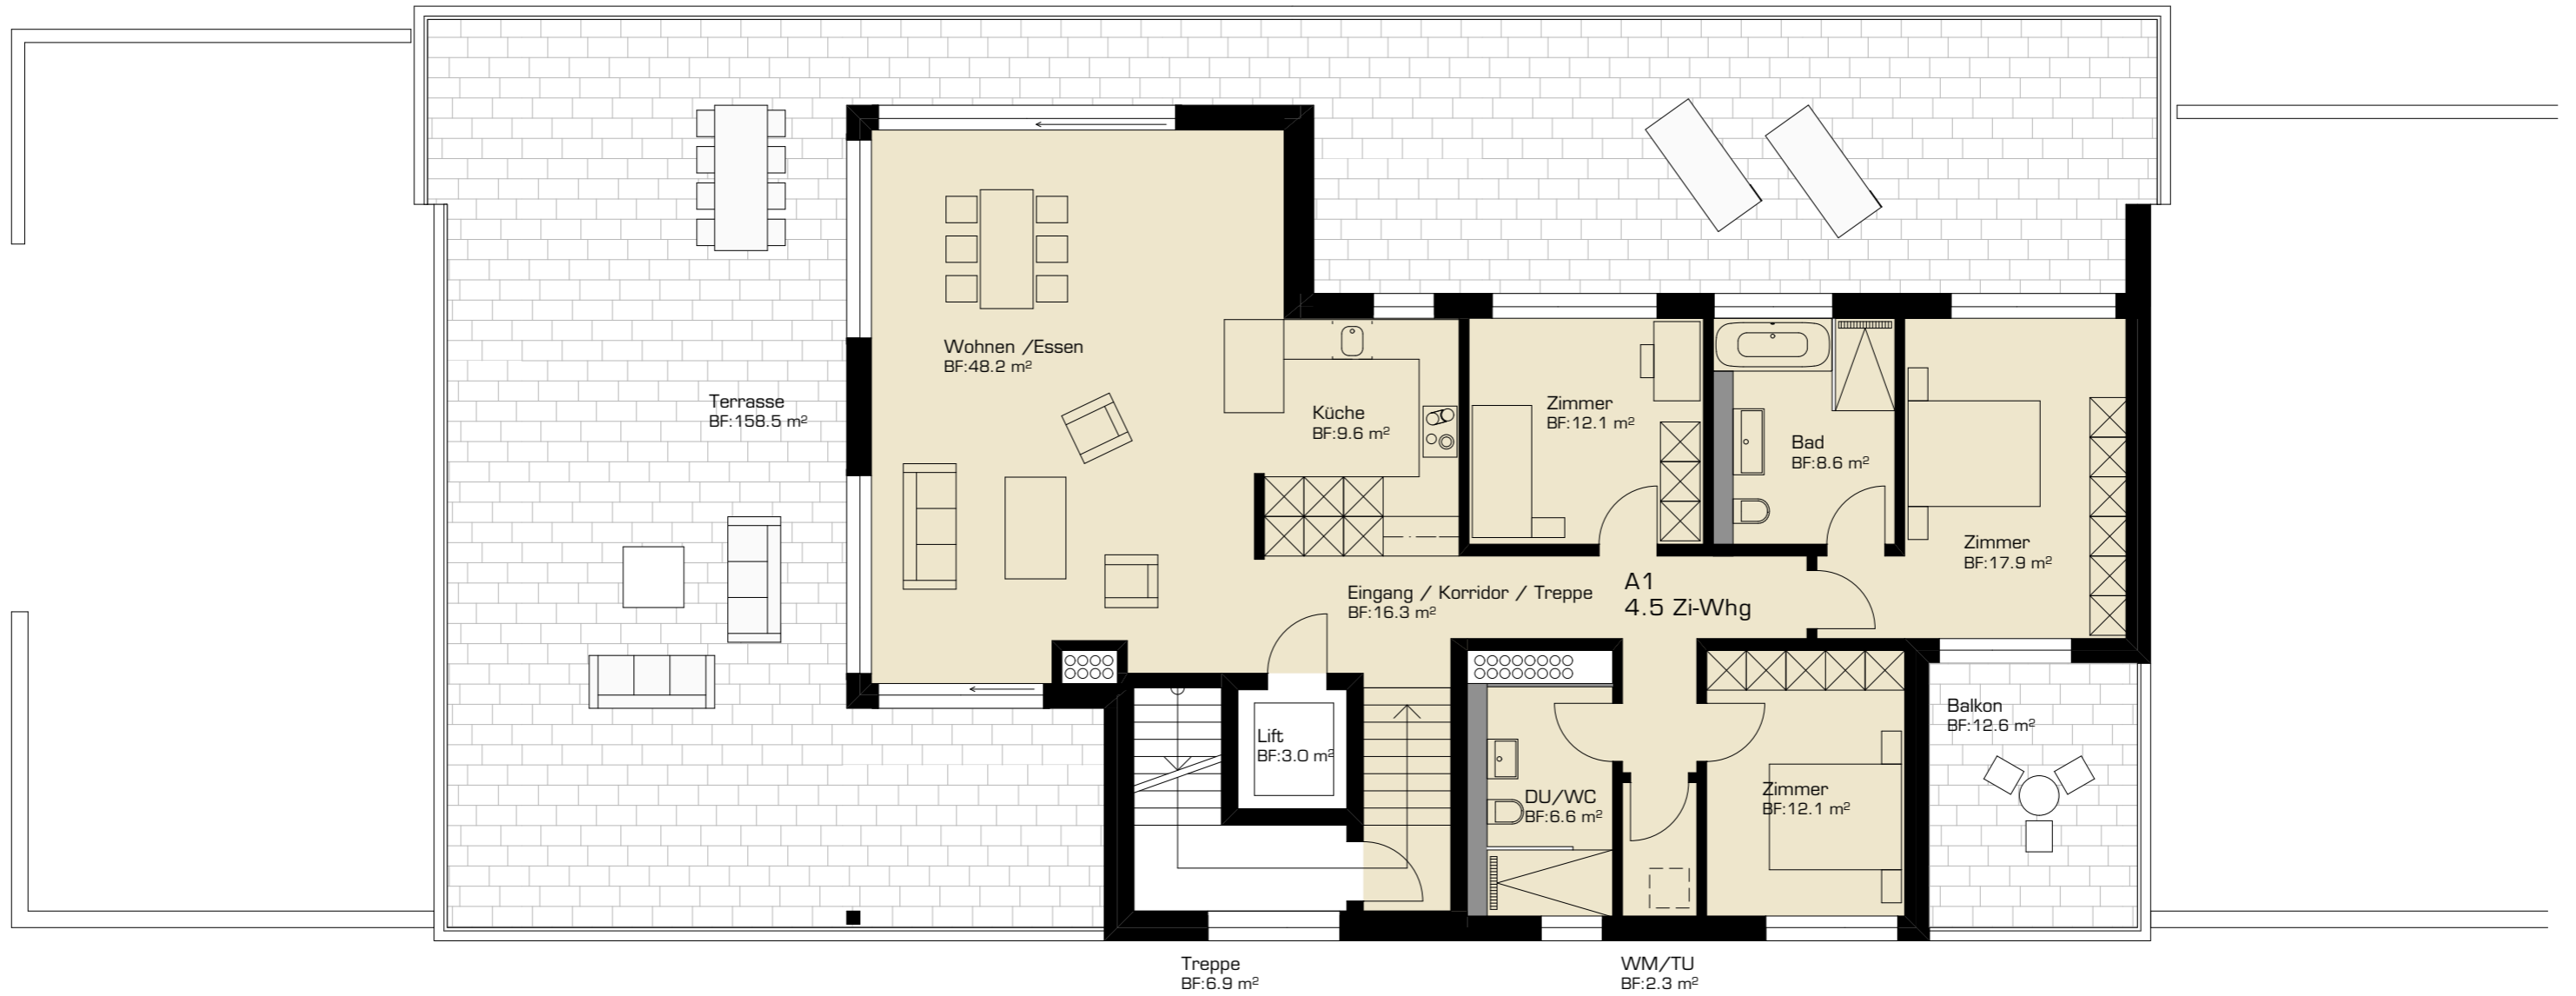 Wohnen /Essen
BF:48.2 m²
Terrasse
BF:158.5 m²
Küche
BF:9.6 m²
Zimmer
BF:12.1 m²
Bad
BF:8.6 m²
Zimmer
BF:17.9 m²
Eingang / Korridor / Treppe
BF:16.3 m²
A1
4.5 Zi-Whg
Lift
BF:3.0 m²
DU/WC
BF:6.6 m²
Zimmer
BF:12.1 m²
Balkon
BF:12.6 m²
Treppe
BF:6.9 m²
WM/TU
BF:2.3 m²